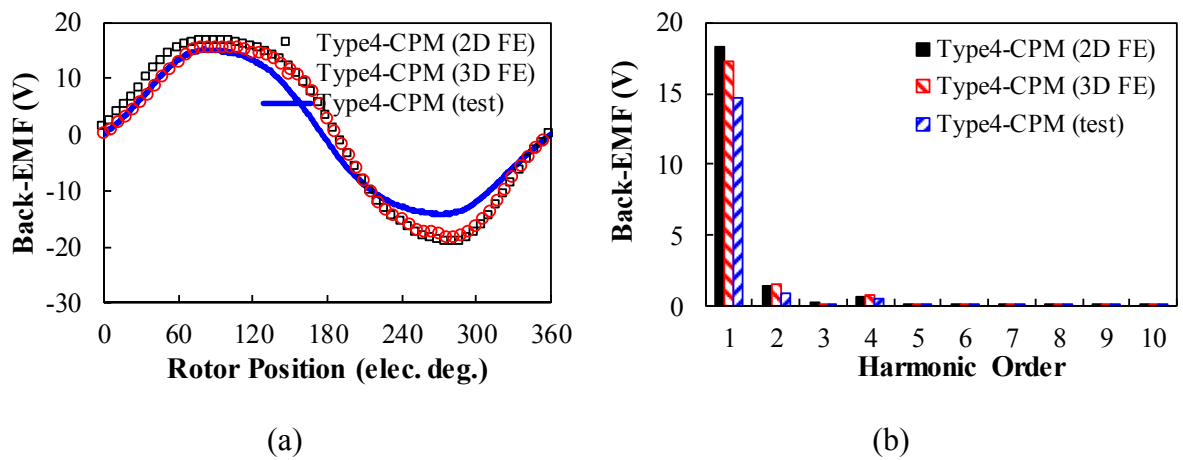 20
10
0
-10
-20
-30
Back-EMF (V)
Type4-CPM (2D FE)
Type4-CPM (3D FE)
Type4-CPM (test)
0 60 120 180 240 300 360
Rotor Position (elec. deg.)
(a)
20
15
10
5
0
Back-EMF (V)
Type4-CPM (2D FE)
Type4-CPM (3D FE)
Type4-CPM (test)
1 2 3 4 5 6 7 8 9 10
Harmonic Order
(b)